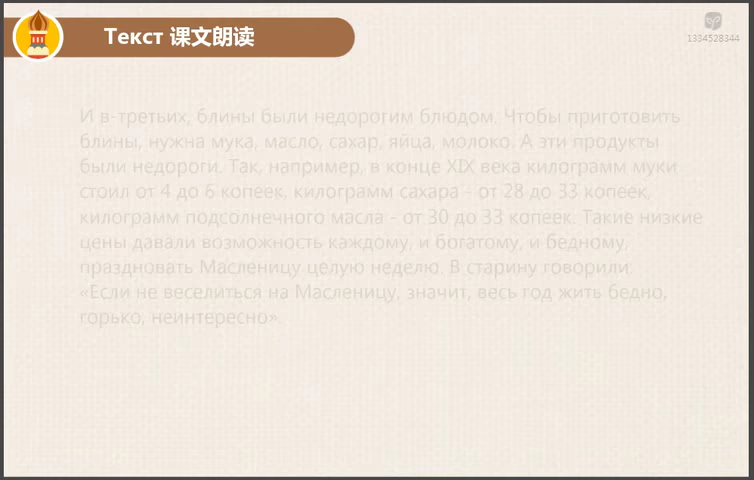 Текст 课文朗读
1334528344
И в-третьих, блины были недорогим блюдом. Чтобы приготовить
блины, нужна мука, масло, сахар, яйца, молоко. А эти продукты
были недороги. Так, например, в конце XIX века килограмм муки
стоил от 4 до 6 копеек, килограмм сахара - от 28 до 33 копеек,
килограмм подсолнечного масла - от 30 до 33 копеек. Такие низкие
цены давали возможность каждому, и богатому, и бедному,
праздновать Масленицу целую неделю. В старину говорили:
«Если не веселиться на Масленицу, значит, весь год жить бедно,
горько, неинтересно».